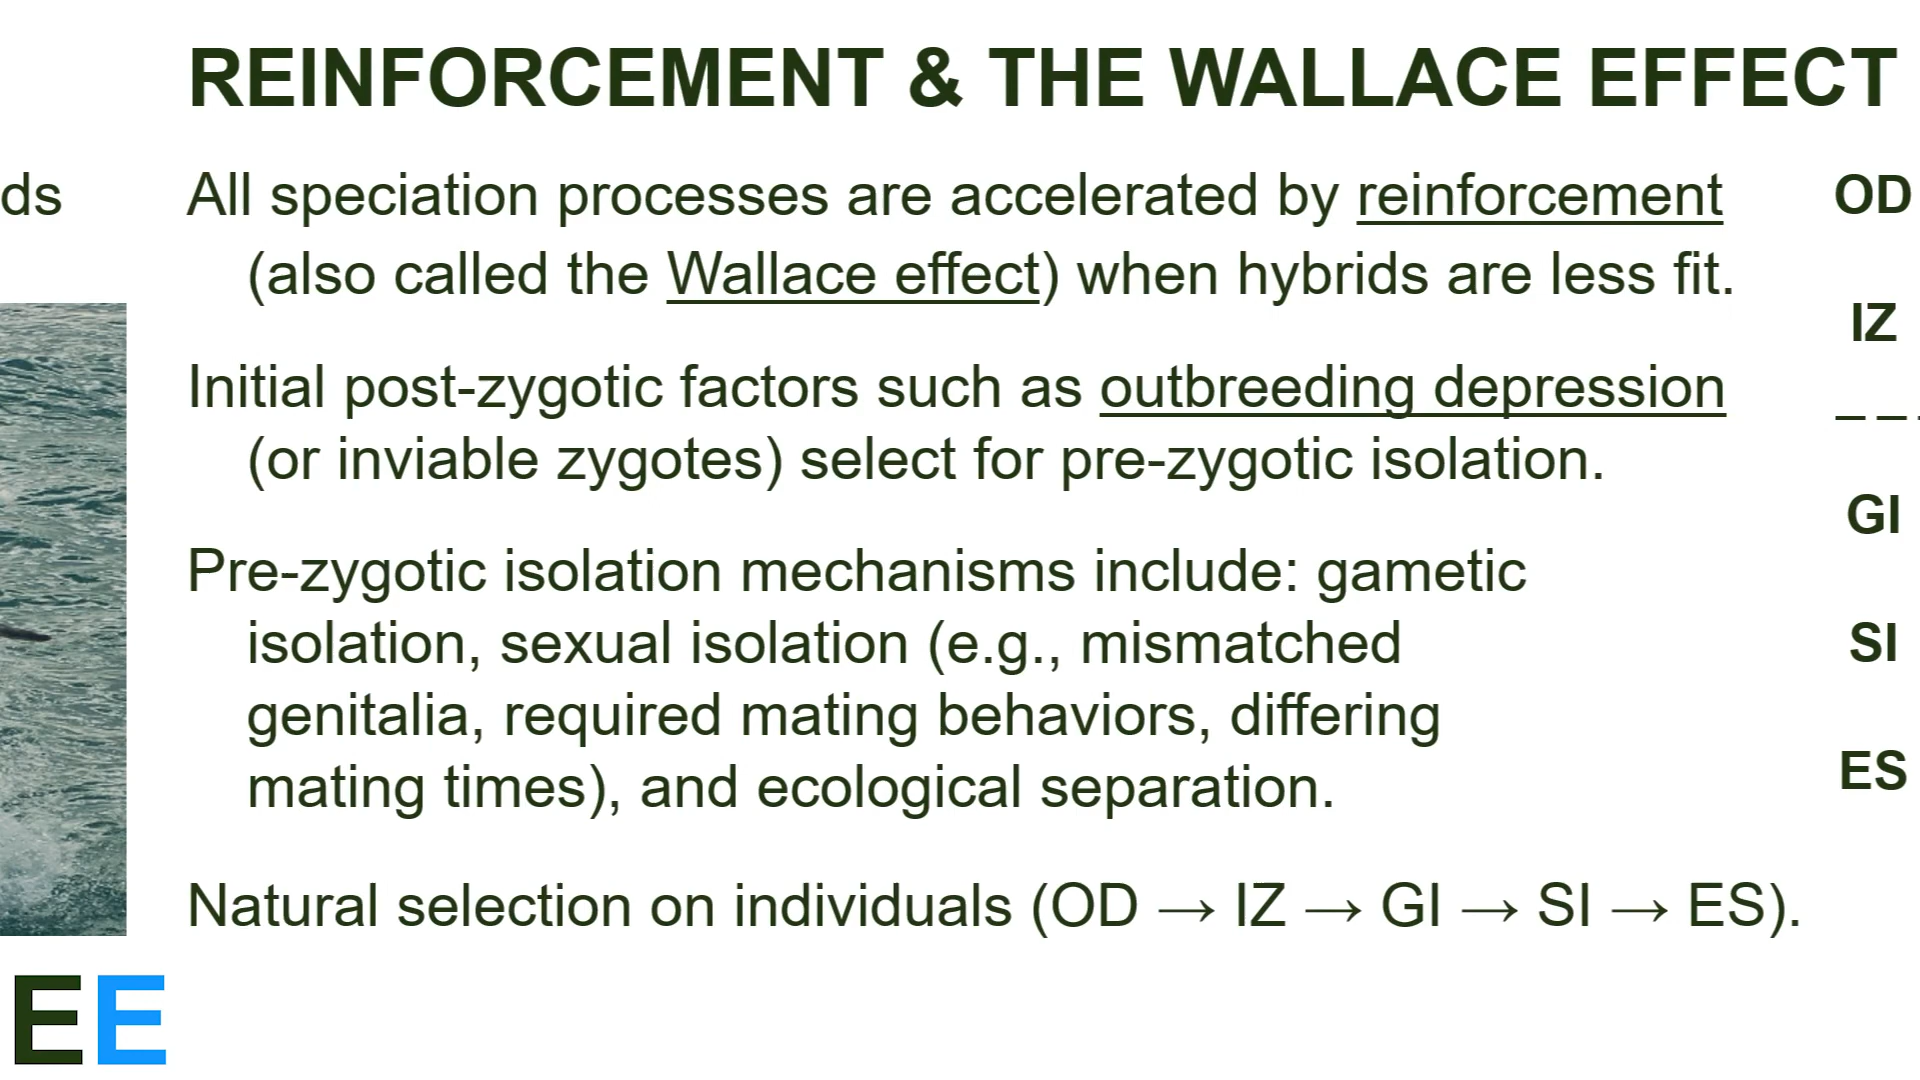 REINFORCEMENT & THE WALLACE EFFECT
ds
All speciation processes are accelerated by reinforcement
(also called the Wallace effect) when hybrids are less fit.
Initial post-zygotic factors such as outbreeding depression
(or inviable zygotes) select for pre-zygotic isolation.
Pre-zygotic isolation mechanisms include: gametic
isolation, sexual isolation (e.g., mismatched
genitalia, required mating behaviors, differing
mating times), and ecological separation.
Natural selection on individuals (OD → IZ → GI → SI → ES).
OD
IZ
GI
SI
ES
EE